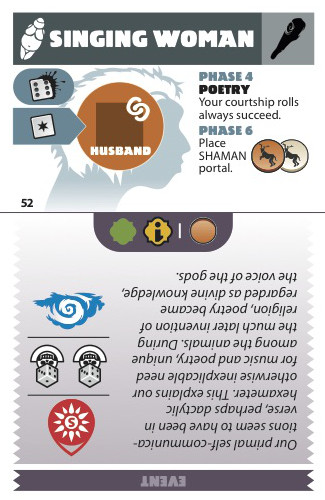 SINGING WOMAN
PHASE 4
POETRY
Your courtship rolls
always succeed.
PHASE 6
Place
SHAMAN
portal.
HUSBAND
52
EVENT
Our primal self-communica-
tions seem to have been in
verse, perhaps dactylic
hexameter. This explains our
otherwise inexplicable need
for music and poetry, unique
among the animals. During
the much later invention of
religion, poetry became
regarded as divine knowledge,
the voice of the gods.
S
i